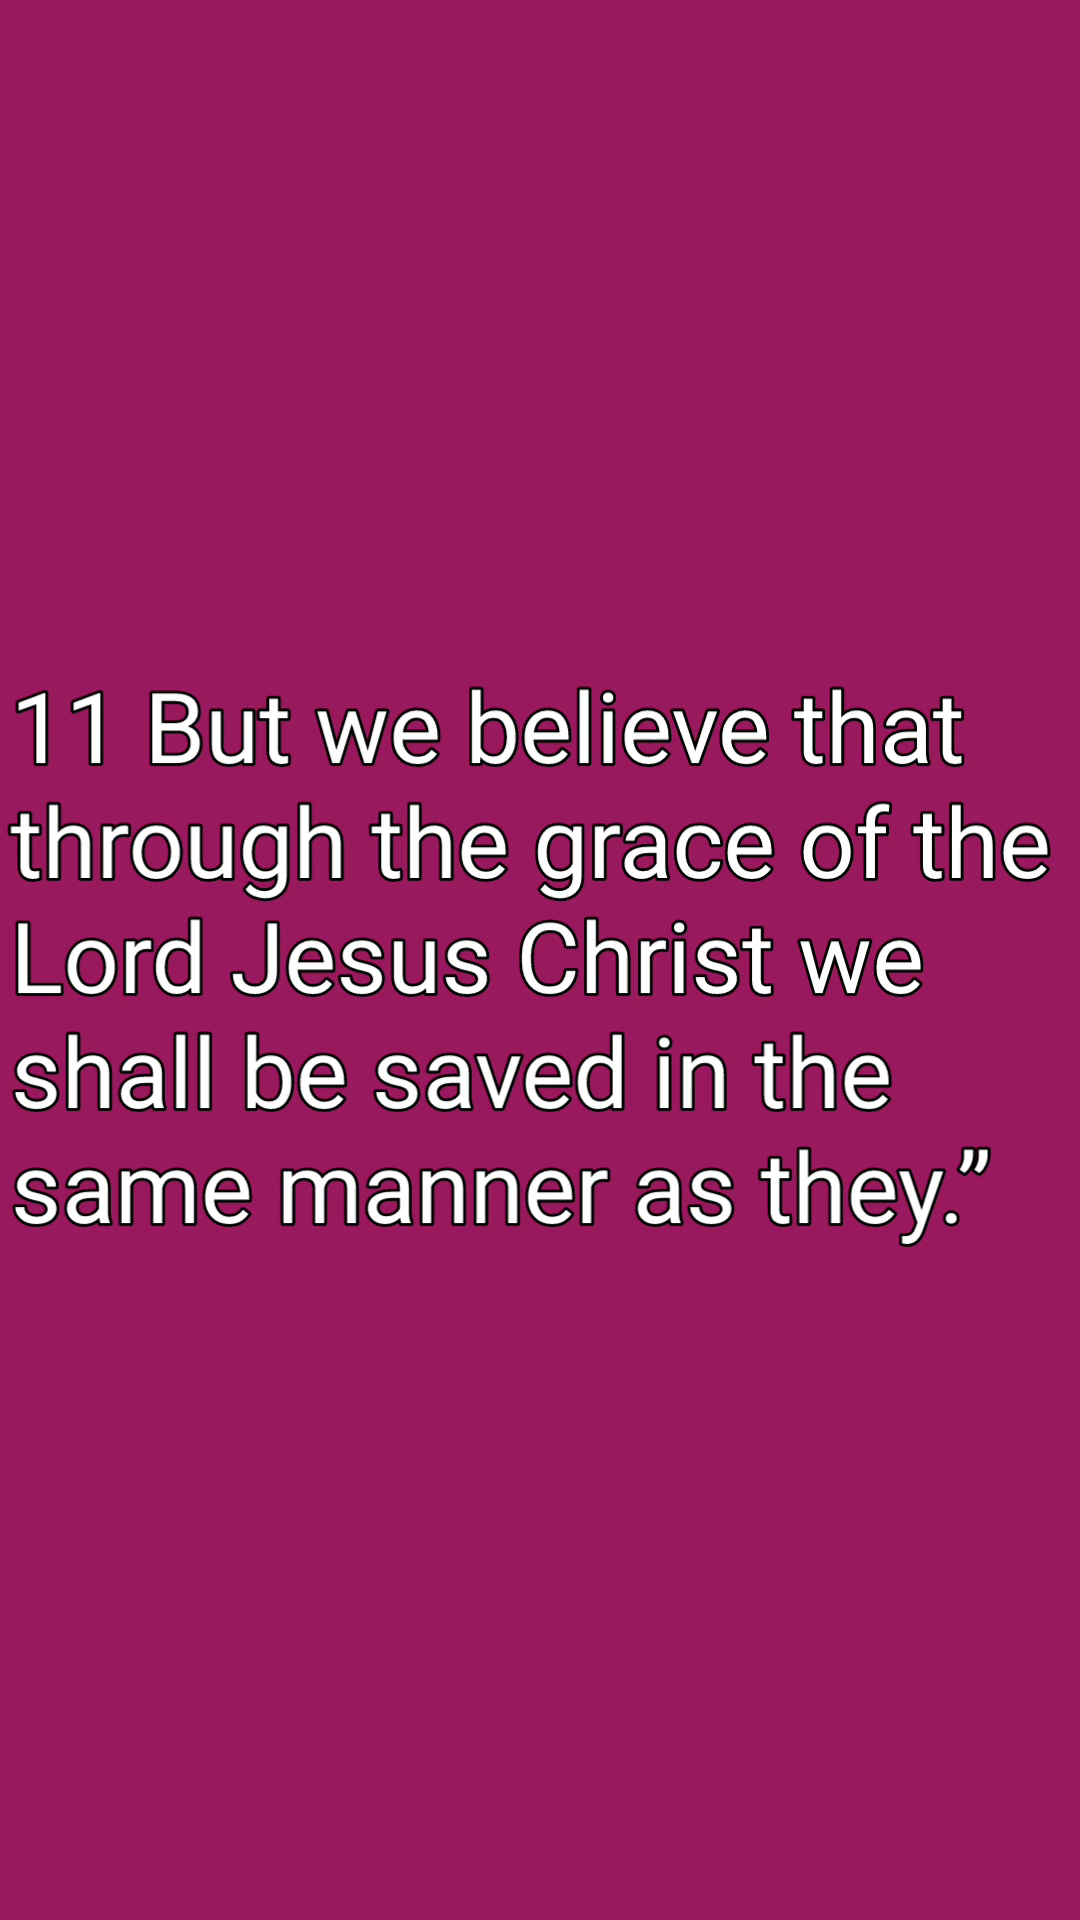 11 But we believe that
through the grace of the
Lord Jesus Christ we
shall be saved in the
same manner as they.”